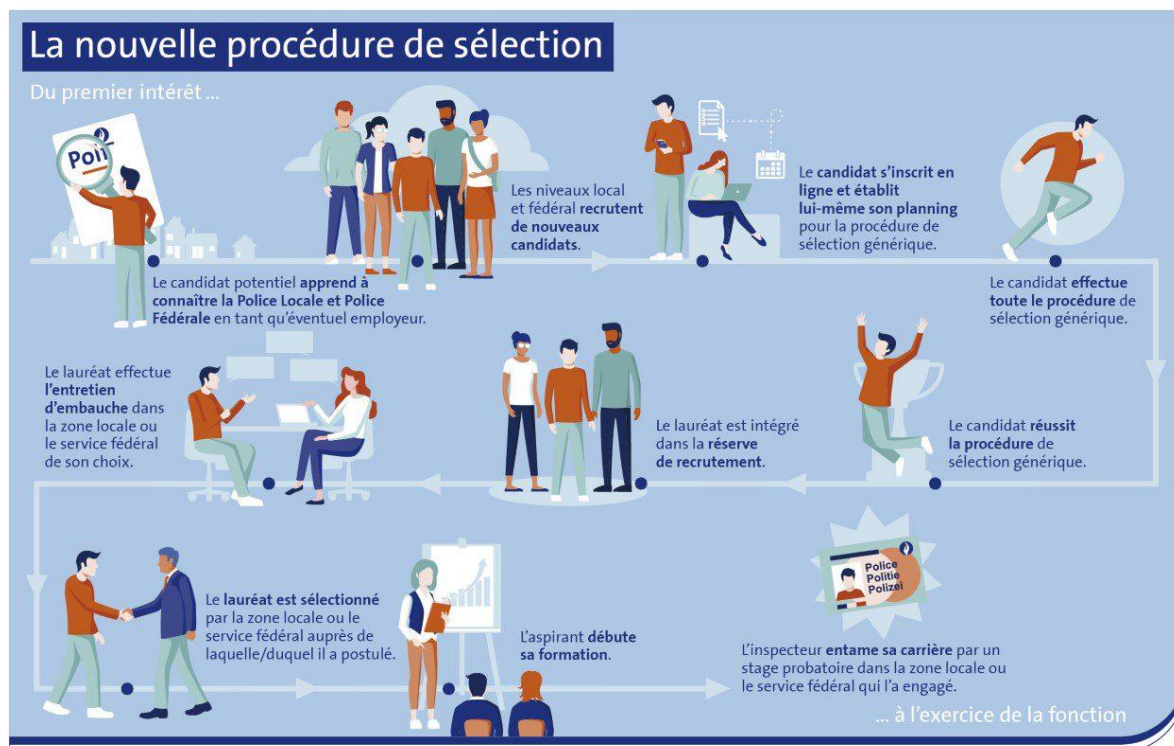 La nouvelle procédure de sélection
Du premier intérêt ...
Poli
Le candidat potentiel apprend à
connaître la Police Locale et Police
Fédérale en tant qu'éventuel employeur.
Les niveaux local
et fédéral recrutent
de nouveaux
candidats.
Le candidat s'inscrit en
ligne et établit
lui-même son planning
pour la procédure de
sélection générique.
Le candidat effectue
toute le procédure de
sélection générique.
Le candidat réussit
la procédure de
sélection générique.
Le lauréat est intégré
dans la réserve
de recrutement.
Le lauréat effectue
l'entretien
d'embauche dans
la zone locale ou
le service fédéral
de son choix.
Le lauréat est sélectionné
par la zone locale ou le
service fédéral auprès de
laquelle/duquel il a postulé.
L'aspirant débute
sa formation.
Police
Politie
Polizei
L'inspecteur entame sa carrière par un
stage probatoire dans la zone locale ou
le service fédéral qui l'a engagé.
... à l'exercice de la fonction